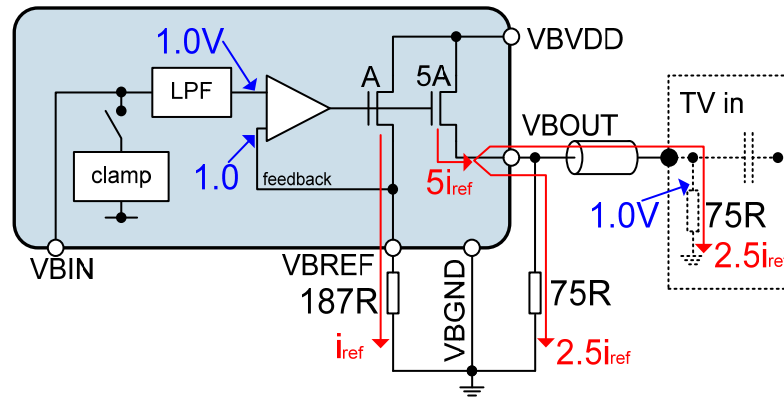 1.0V
A
5A
VBVDD
LPF
TV in
VBOUT
clamp
1.0
feedback
5iref
1.0V
75R
2.5iref
VBIN
VBREF
187R
VBGND
75R
iref
2.5iref